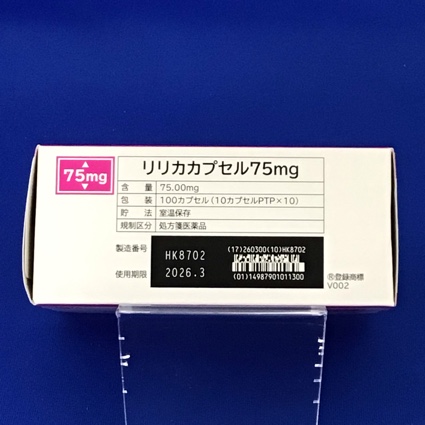 75mg
リリカカプセル75mg
含 量 75.00mg
包 装 100カプセル(10カプセルPTP×10)
貯 法 室温保存
規制区分 処方箋医薬品
製造番号 HK8702
(17)260300(10)HK8702
使用期限 2026.3
(01)14987901011300
®登録商標
V002